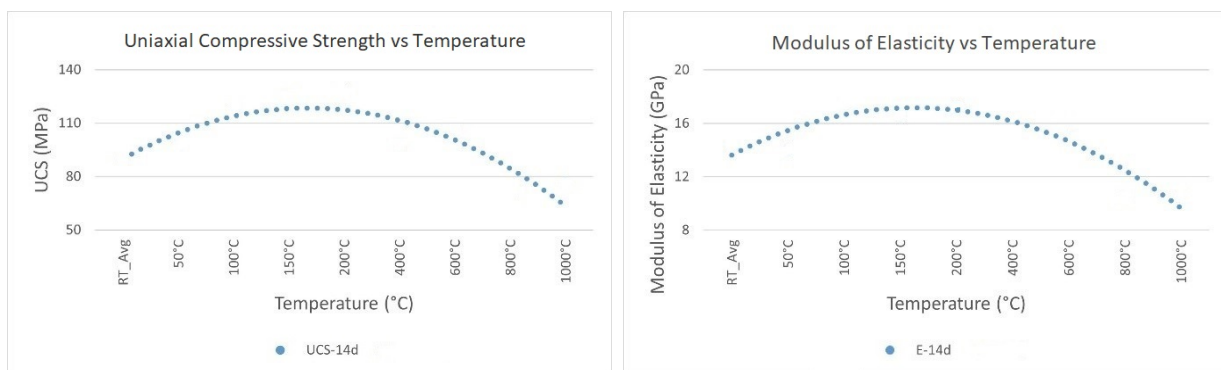 Uniaxial Compressive Strength vs Temperature
140
110
80
50
UCS (MPa)
RT_Avg
50°C
100°C
150°C
200°C
400°C
600°C
800°C
1000°C
Temperature (°C)
UCS-14d
Modulus of Elasticity vs Temperature
20
16
12
8
Modulus of Elasticity (GPa)
RT_Avg
50°C
100°C
150°C
200°C
400°C
600°C
800°C
1000°C
Temperature (°C)
E-14d